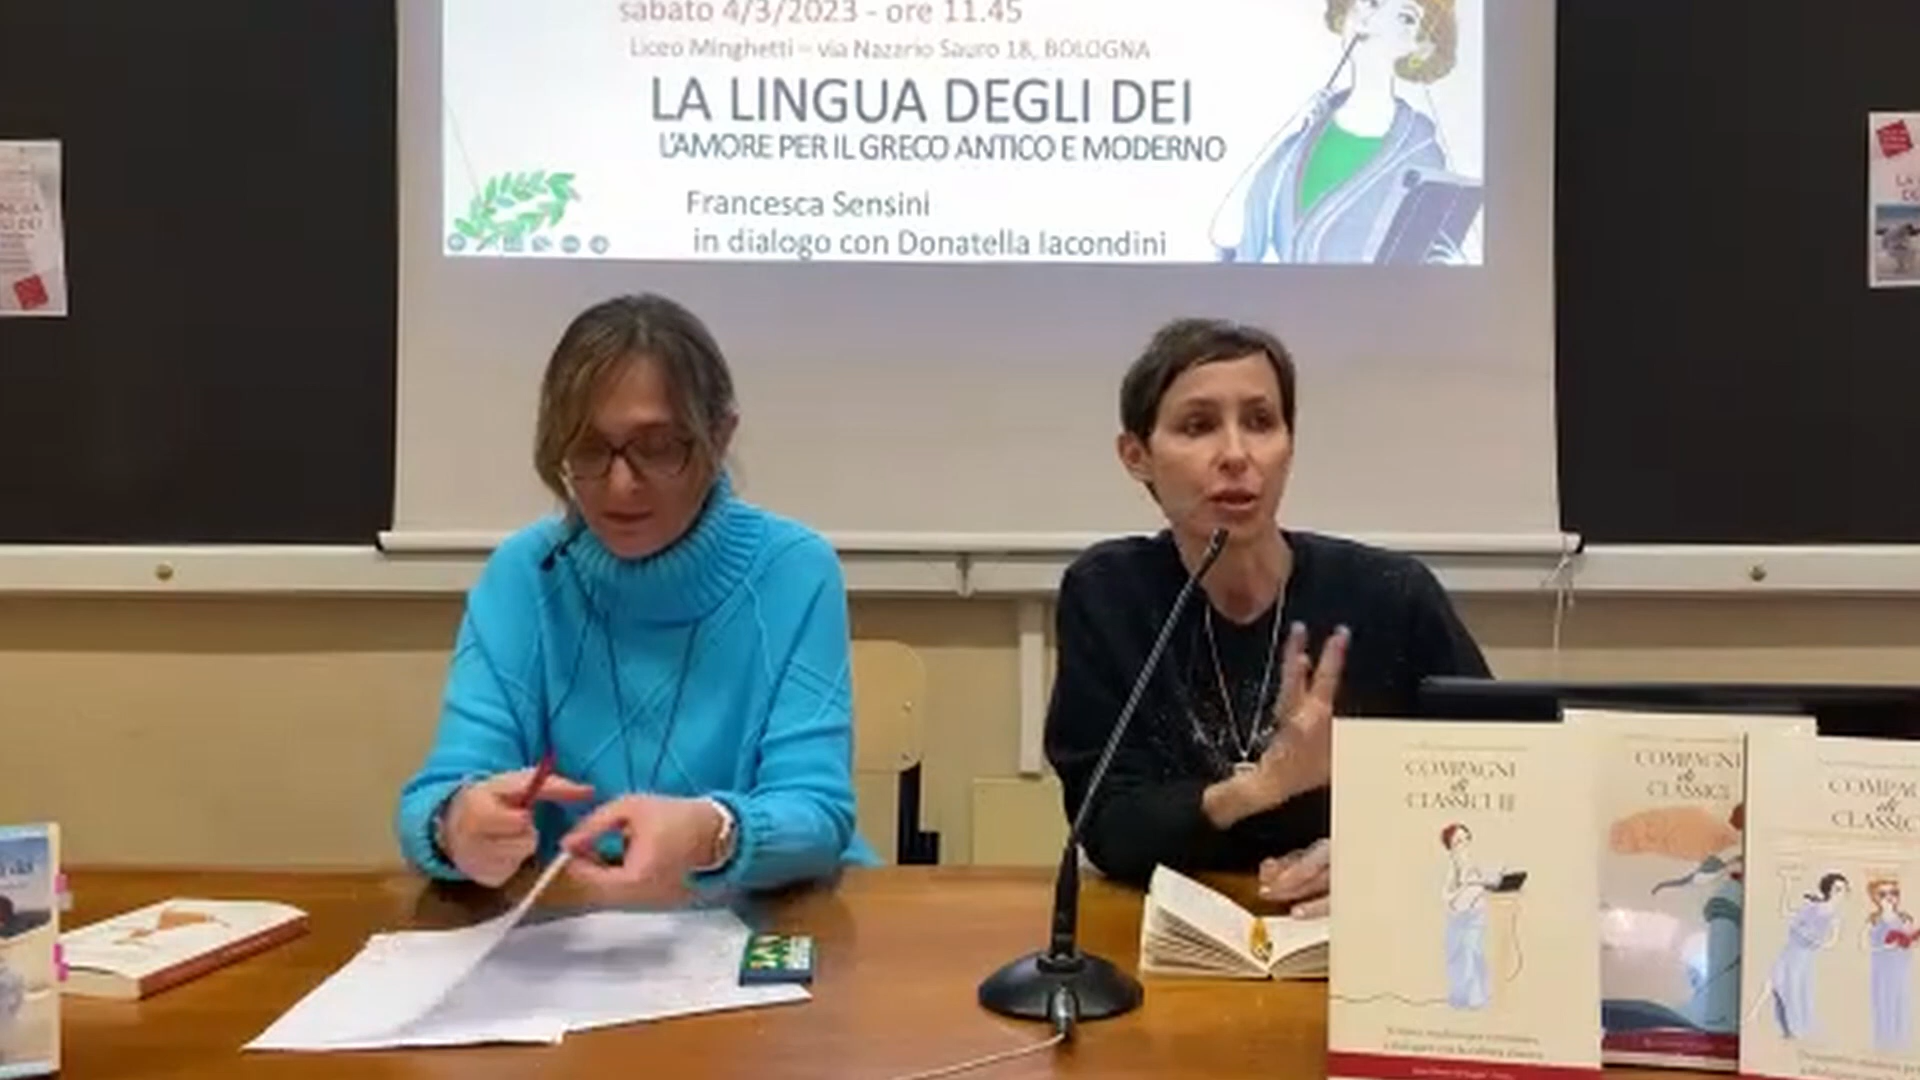 sabato 4/3/2023 - ore 11.45
Liceo Minghetti – via Nazario Sauro 18, BOLOGNA
LA LINGUA DEGLI DEI
L'AMORE PER IL GRECO ANTICO E MODERNO
Francesca Sensini
in dialogo con Donatella Iacondini
COMPAGNI
di
CLASSICI II
COMPAGNI
di
CLASSICI
COMPAG
di
CLASSIC